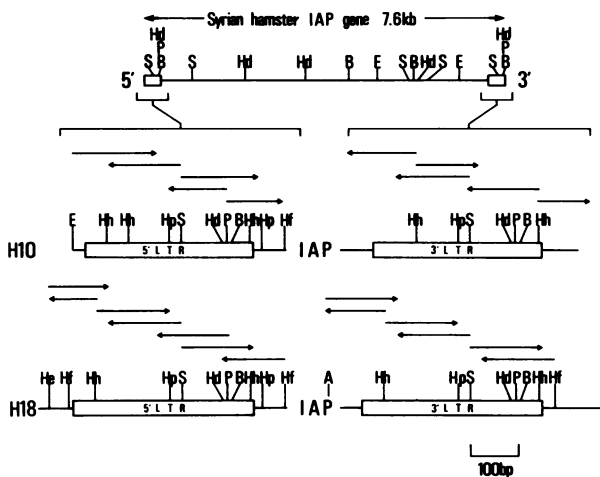 Syrian hamster IAP gene 7.6kb
Hd Hd
P P
S B S Hd Hd B E S B Hd S E S B
5' 3'
E Hh Hh Hp S Hd P B Hh Hp Hf Hh Hp S Hd P B Hh
H10 5' L T R IAP 3' L T R
A
He Hf Hh Hp S Hd P B Hh Hp Hf Hh Hp S Hd P B Hh Hf
H18 5' L T R IAP 3' L T R
100bp